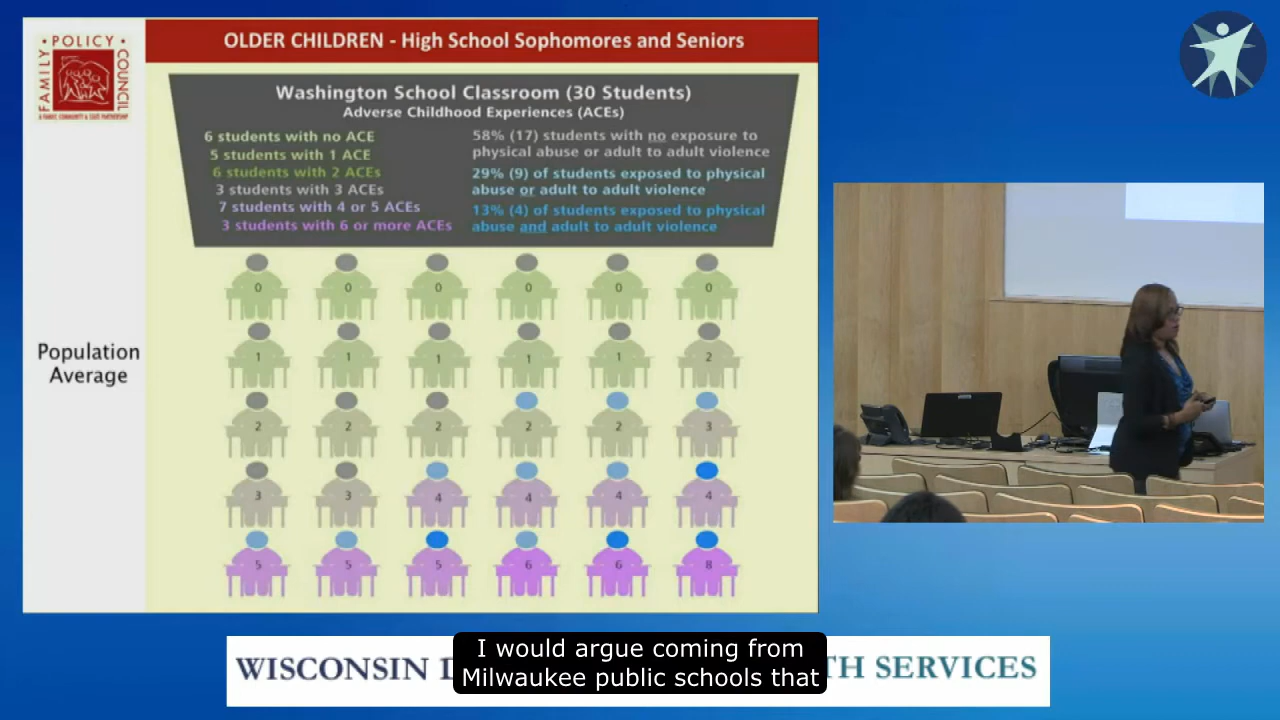 • POLICY •
FAMILY
COUNCIL
A FAMILY, COMMUNITY & STATE PARTNERSHIP
OLDER CHILDREN - High School Sophomores and Seniors
Washington School Classroom (30 Students)
Adverse Childhood Experiences (ACEs)
6 students with no ACE
5 students with 1 ACE
6 students with 2 ACEs
3 students with 3 ACEs
7 students with 4 or 5 ACEs
3 students with 6 or more ACEs
58% (17) students with no exposure to
physical abuse or adult to adult violence
29% (9) of students exposed to physical
abuse or adult to adult violence
13% (4) of students exposed to physical
abuse and adult to adult violence
Population
Average
0 0 0 0 0 0
1 1 1 1 1 2
2 2 2 2 2 3
3 3 4 4 4 4
5 5 5 6 6 8
I would argue coming from
Milwaukee public schools that
WISCONSIN D TH SERVICES